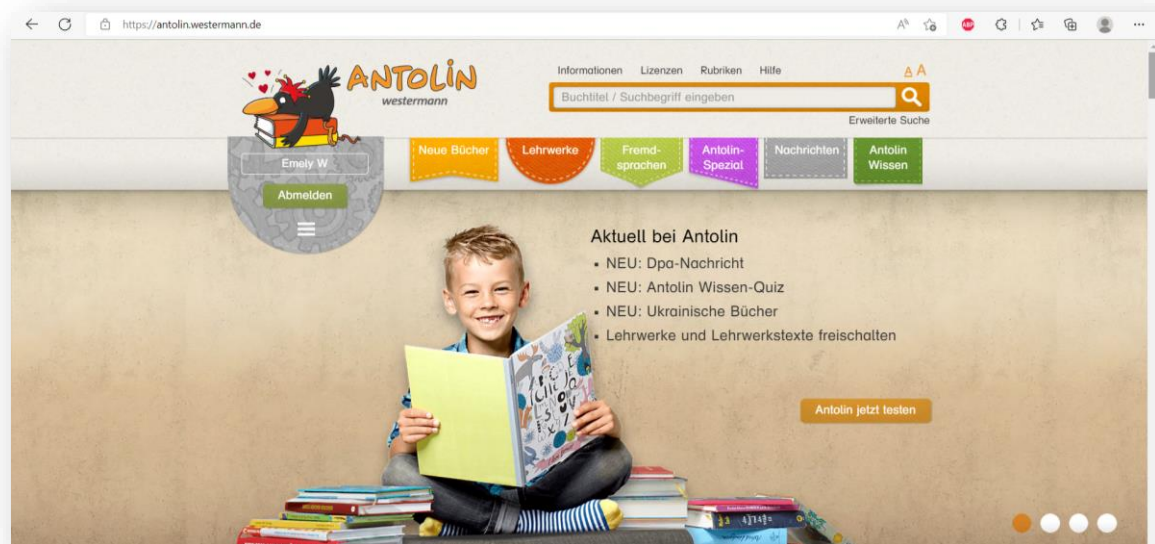 https://antolin.westermann.de
ABP
ANTOLIN
westermann
Informationen Lizenzen Rubriken Hilfe
A A
Buchtitel / Suchbegriff eingeben
Erweiterte Suche
Emely W
Abmelden
Neue Bücher
Lehrwerke
Fremd-
sprachen
Antolin-
Spezial
Nachrichten
Antolin
Wissen
Aktuell bei Antolin
NEU: Dpa-Nachricht
NEU: Antolin Wissen-Quiz
NEU: Ukrainische Bücher
Lehrwerke und Lehrwerkstexte freischalten
Antolin jetzt testen